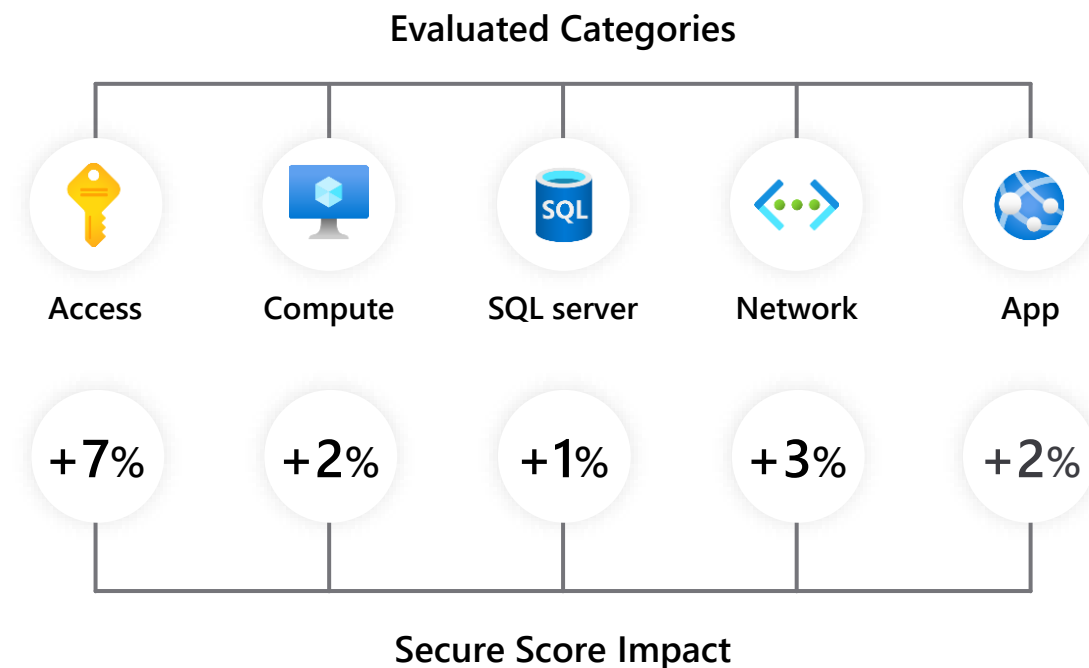 Evaluated Categories
SQL
Access Compute SQL server Network App
+7% +2% +1% +3% +2%
Secure Score Impact